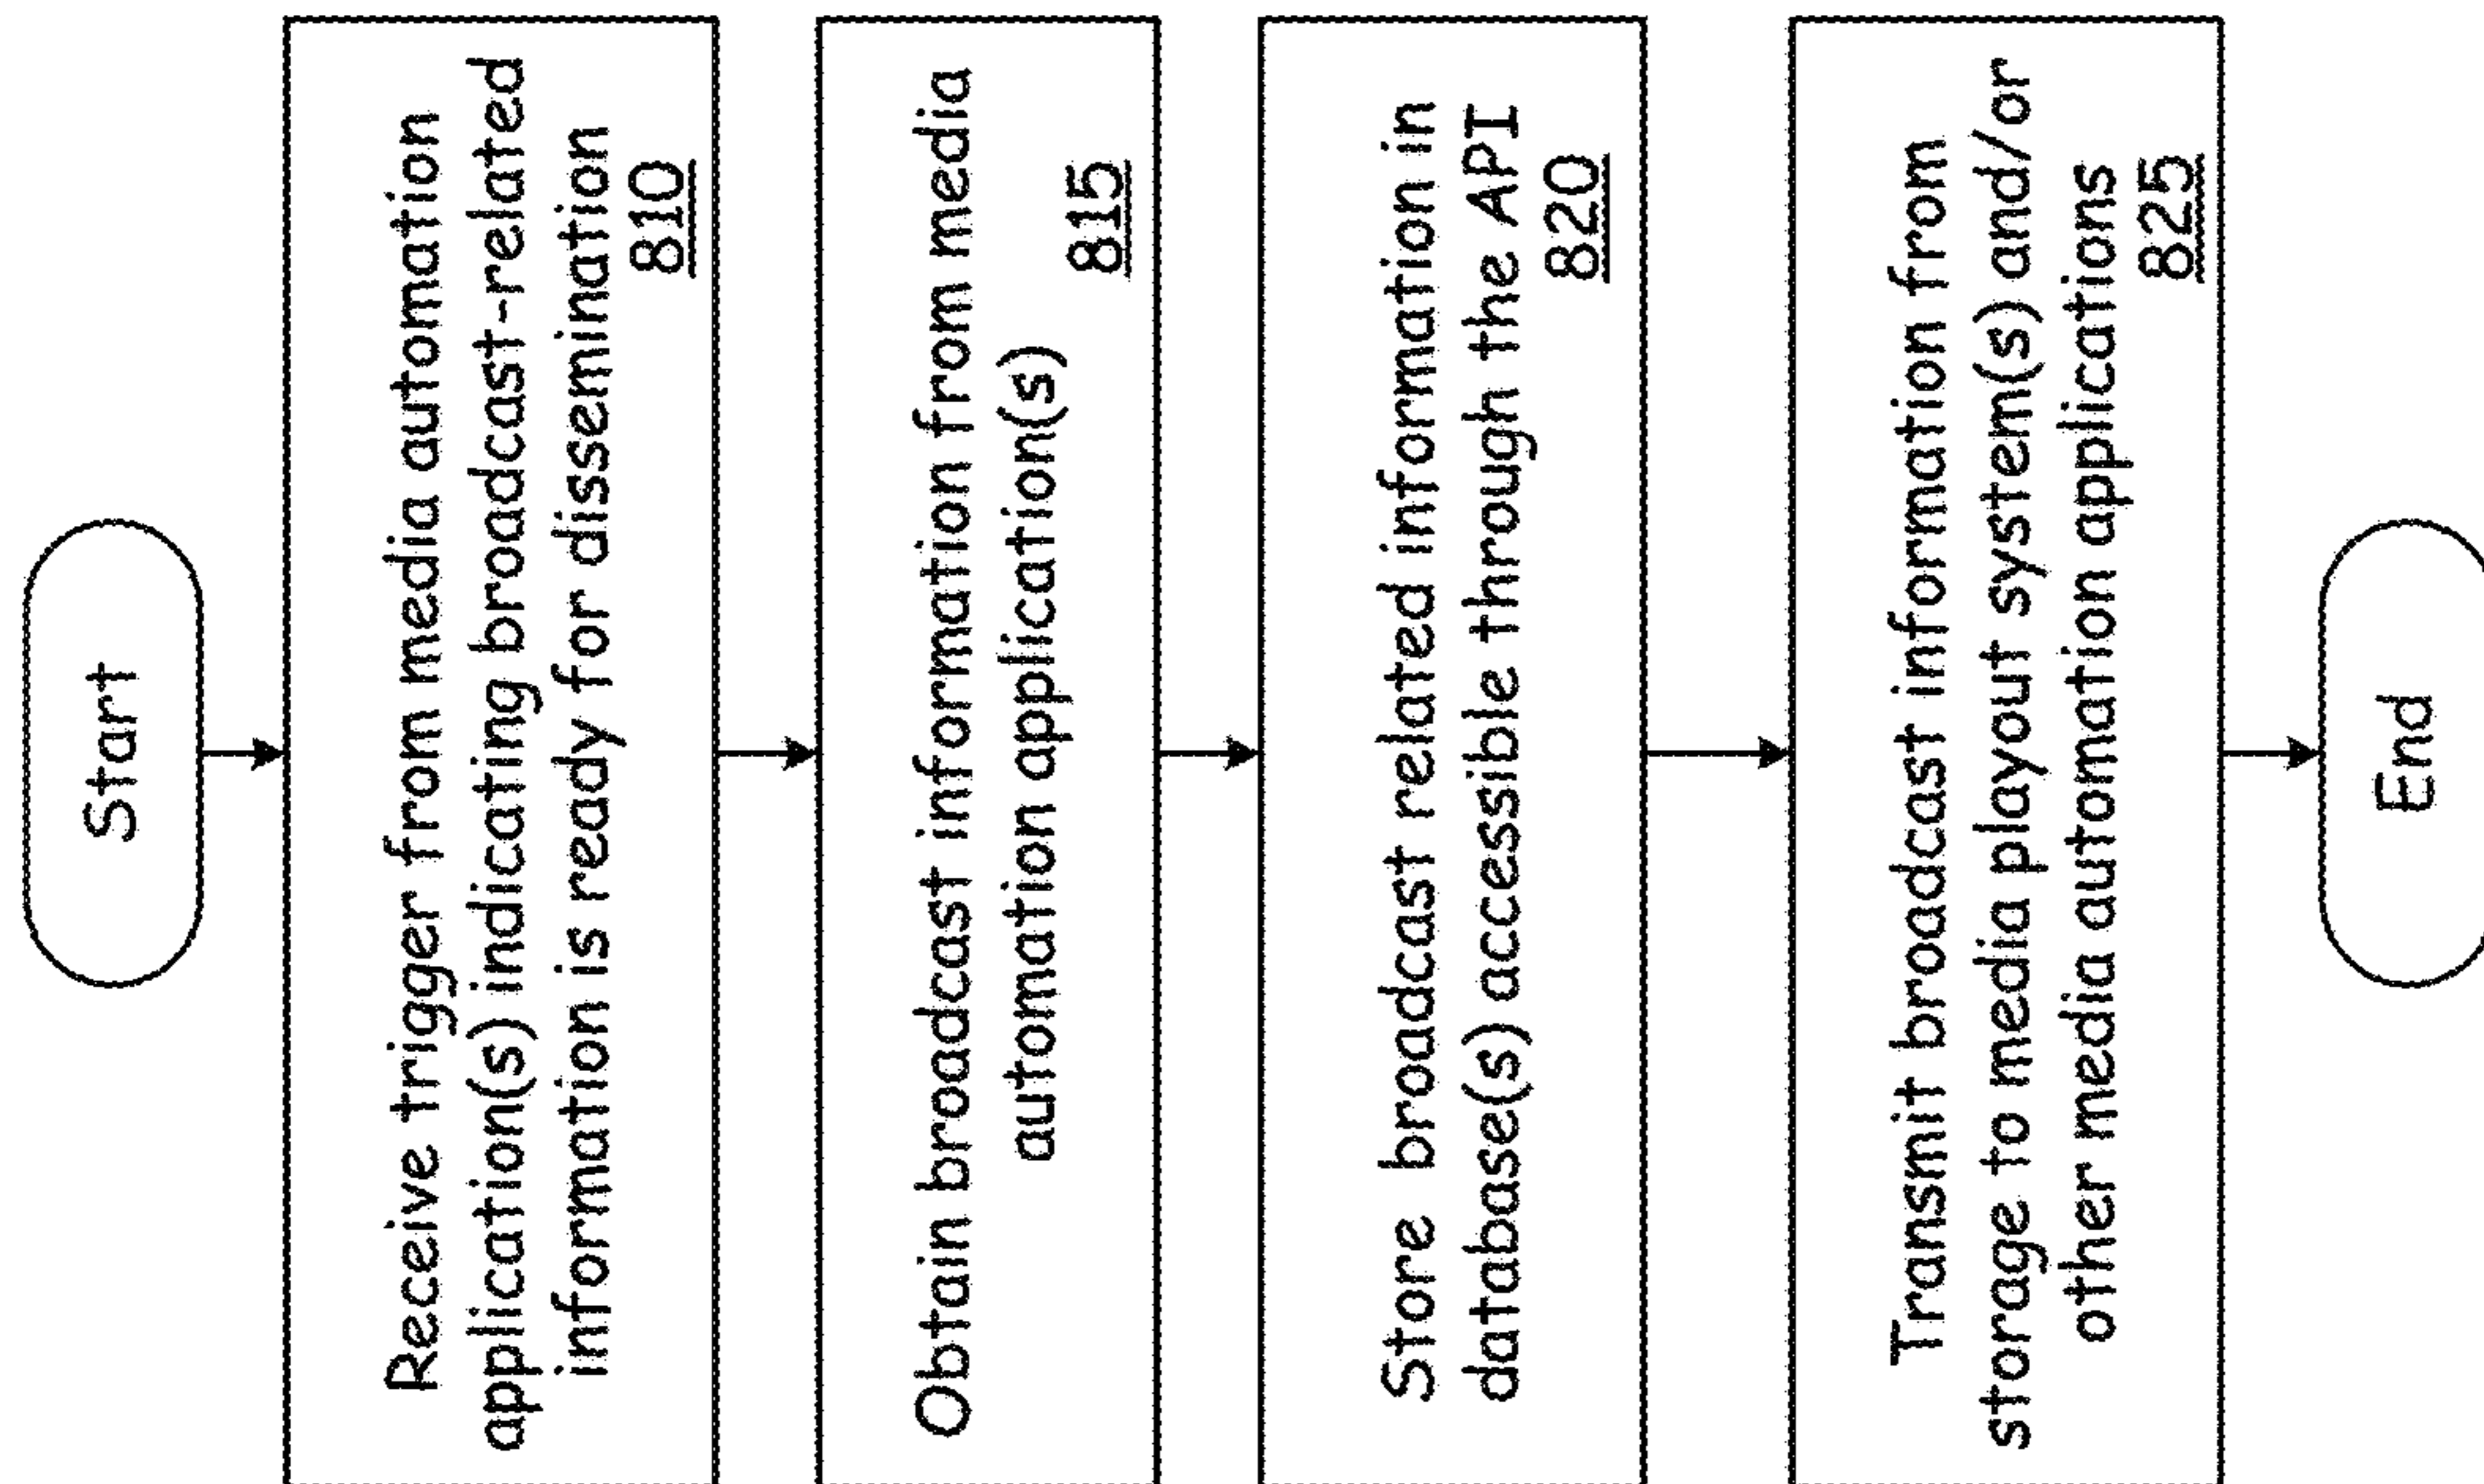 Start
Receive trigger from media automation
application(s) indicating broadcast-related
information is ready for dissemination
810
Obtain broadcast information from media
automation application(s)
815
Store broadcast related information in
database(s) accessible through the API
820
Transmit broadcast information from
storage to media playout system(s) and/or
other media automation applications
825
End